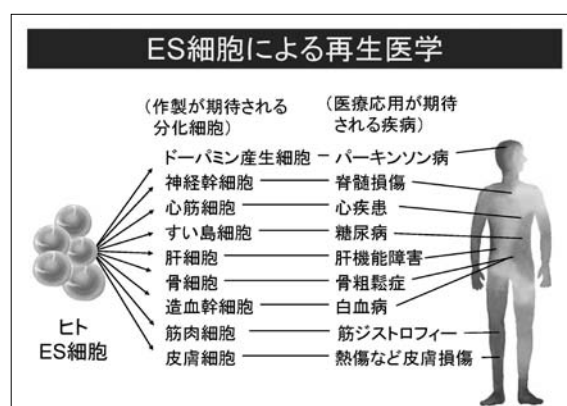 ES細胞による再生医学
（作製が期待される
分化細胞）
（医療応用が期待
される疾病）
ドーパミン産生細胞 パーキンソン病
神経幹細胞 脊髄損傷
心筋細胞 心疾患
すい島細胞 糖尿病
肝細胞 肝機能障害
骨細胞 骨粗鬆症
造血幹細胞 白血病
筋肉細胞 筋ジストロフィー
皮膚細胞 熱傷など皮膚損傷
ヒト
ES細胞